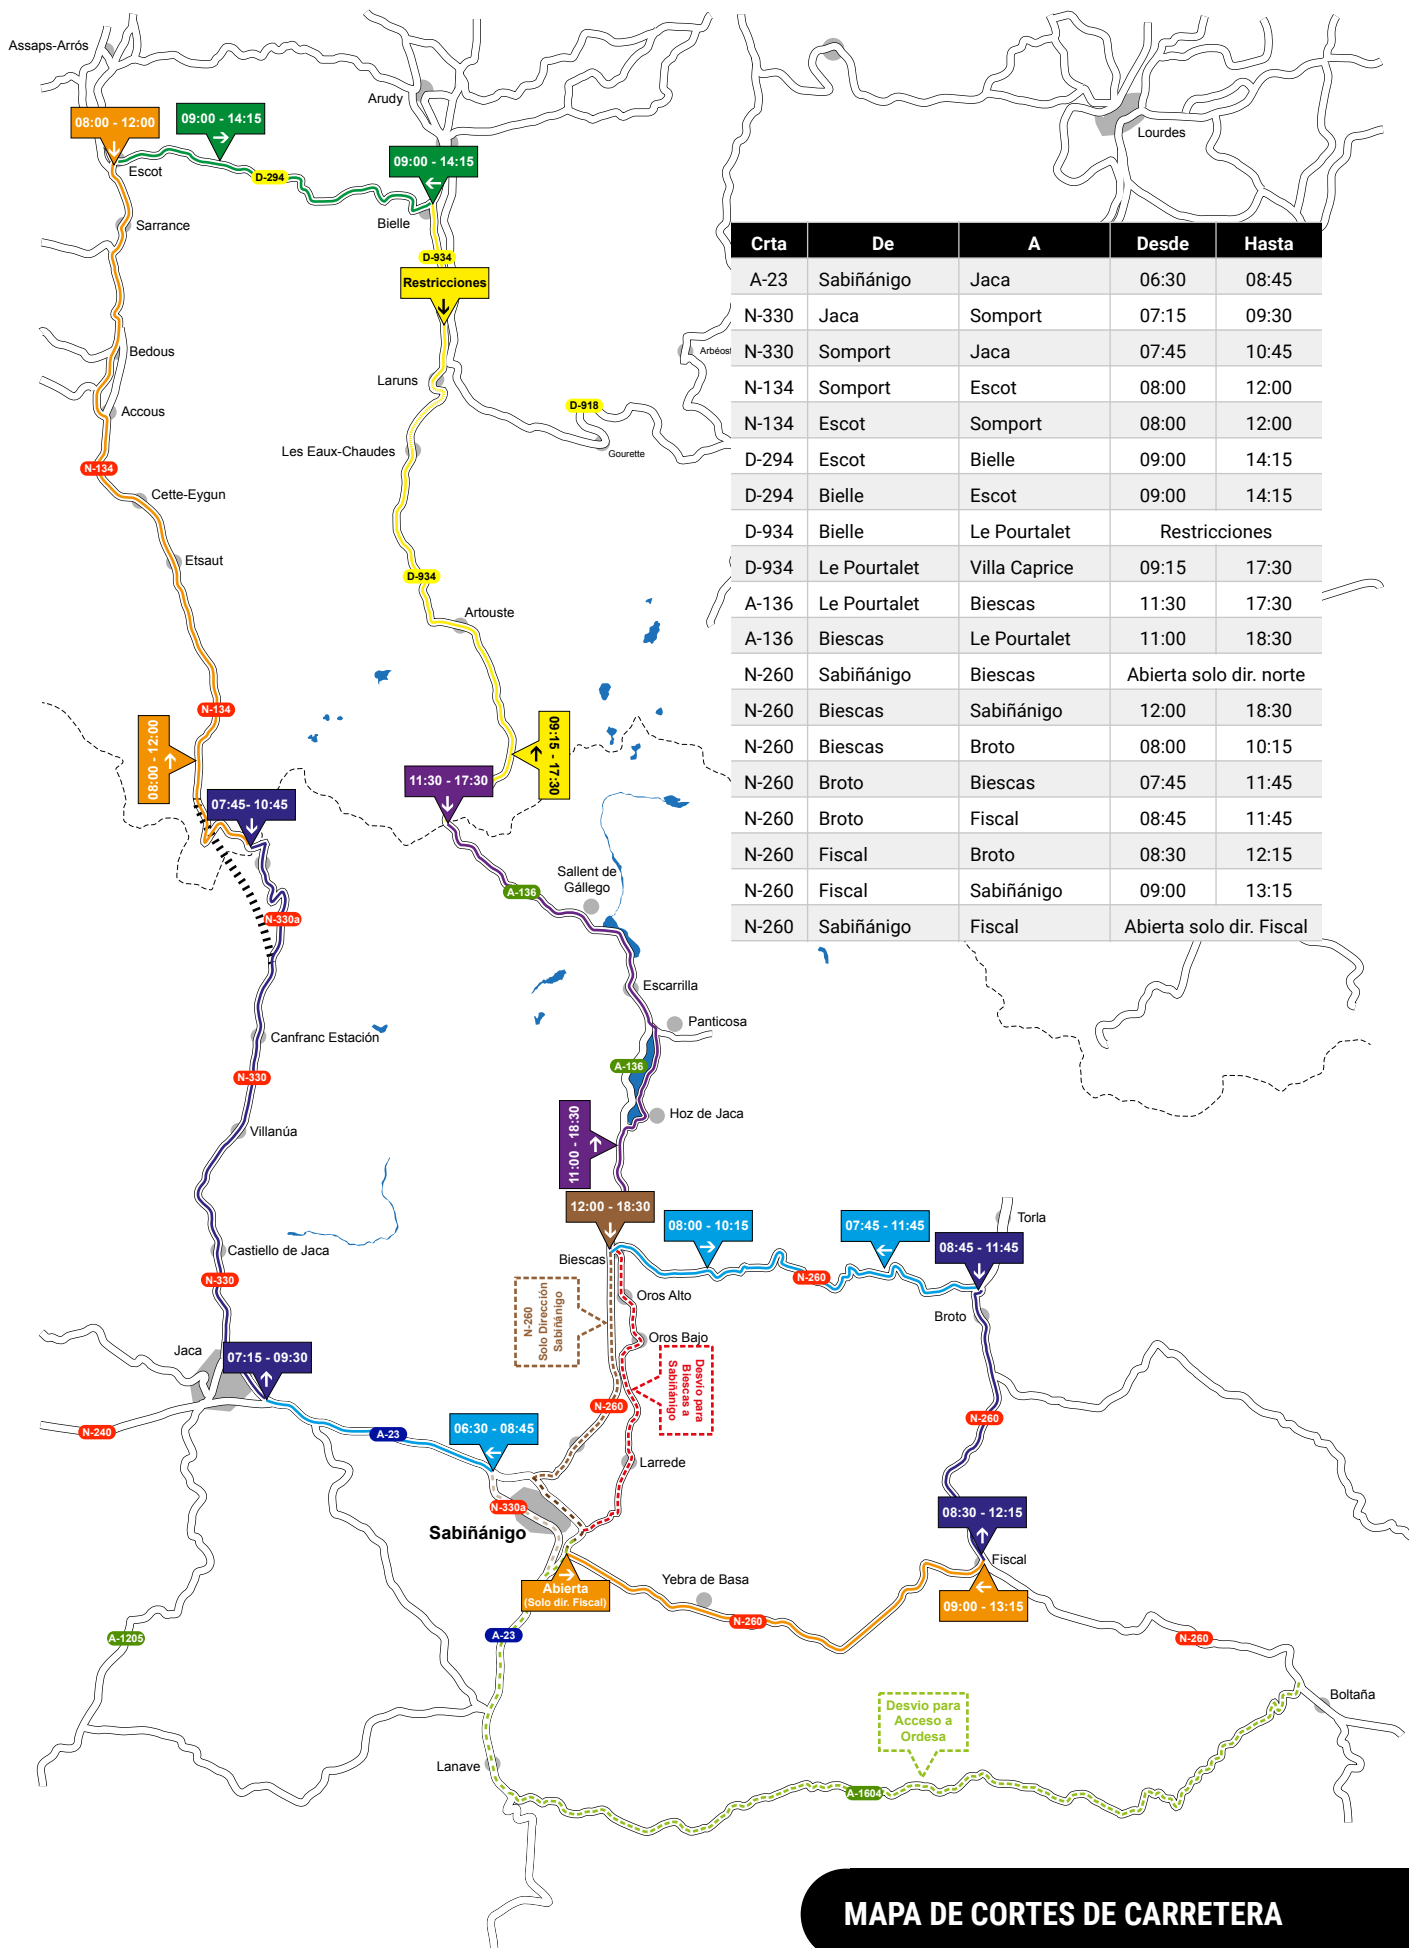 Assaps-Arrós
Arudy
Lourdes
08:00 - 12:00
09:00 - 14:15
09:00 - 14:15
Escot
D-294
Sarrance
Bielle
D-934
Restricciones
Bedous
Laruns
Accous
D-918
Les Eaux-Chaudes
Gourette
N-134
Cette-Eygun
Etsaut
D-934
Artouste
N-134
08:00 - 12:00
07:45- 10:45
11:30 - 17:30
09:15 - 17:30
Crta De A Desde Hasta
A-23 Sabiñánigo Jaca 06:30 08:45
N-330 Jaca Somport 07:15 09:30
N-330 Somport Jaca 07:45 10:45
N-134 Somport Escot 08:00 12:00
N-134 Escot Somport 08:00 12:00
D-294 Escot Bielle 09:00 14:15
D-294 Bielle Escot 09:00 14:15
D-934 Bielle Le Pourtalet Restricciones
D-934 Le Pourtalet Villa Caprice 09:15 17:30
A-136 Le Pourtalet Biescas 11:30 17:30
A-136 Biescas Le Pourtalet 11:00 18:30
N-260 Sabiñánigo Biescas Abierta solo dir. norte
N-260 Biescas Sabiñánigo 12:00 18:30
N-260 Biescas Broto 08:00 10:15
N-260 Broto Biescas 07:45 11:45
N-260 Broto Fiscal 08:45 11:45
N-260 Fiscal Broto 08:30 12:15
N-260 Fiscal Sabiñánigo 09:00 13:15
N-260 Sabiñánigo Fiscal Abierta solo dir. Fiscal
Sallent de
Gállego
A-136
N-330a
Escarrilla
Panticosa
Canfranc Estación
A-136
N-330
Hoz de Jaca
Villanúa
11:00 - 18:30
12:00 - 18:30
08:00 - 10:15
07:45 - 11:45
08:45 - 11:45
Torla
Castiello de Jaca
Biescas
N-330
N-260
Oros Alto
Broto
N-260
Solo Dirección
Sabiñánigo
Oros Bajo
Jaca
07:15 - 09:30
Desvio para
Biescas a
Sabiñánigo
N-260
N-260
N-240
A-23
06:30 - 08:45
Larrede
N-330a
Sabiñánigo
08:30 - 12:15
Fiscal
Abierta
(Solo dir. Fiscal)
Yebra de Basa
09:00 - 13:15
N-260
A-23
A-1205
N-260
Boltaña
Desvio para
Acceso a
Ordesa
Lanave
A-1604
MAPA DE CORTES DE CARRETERA